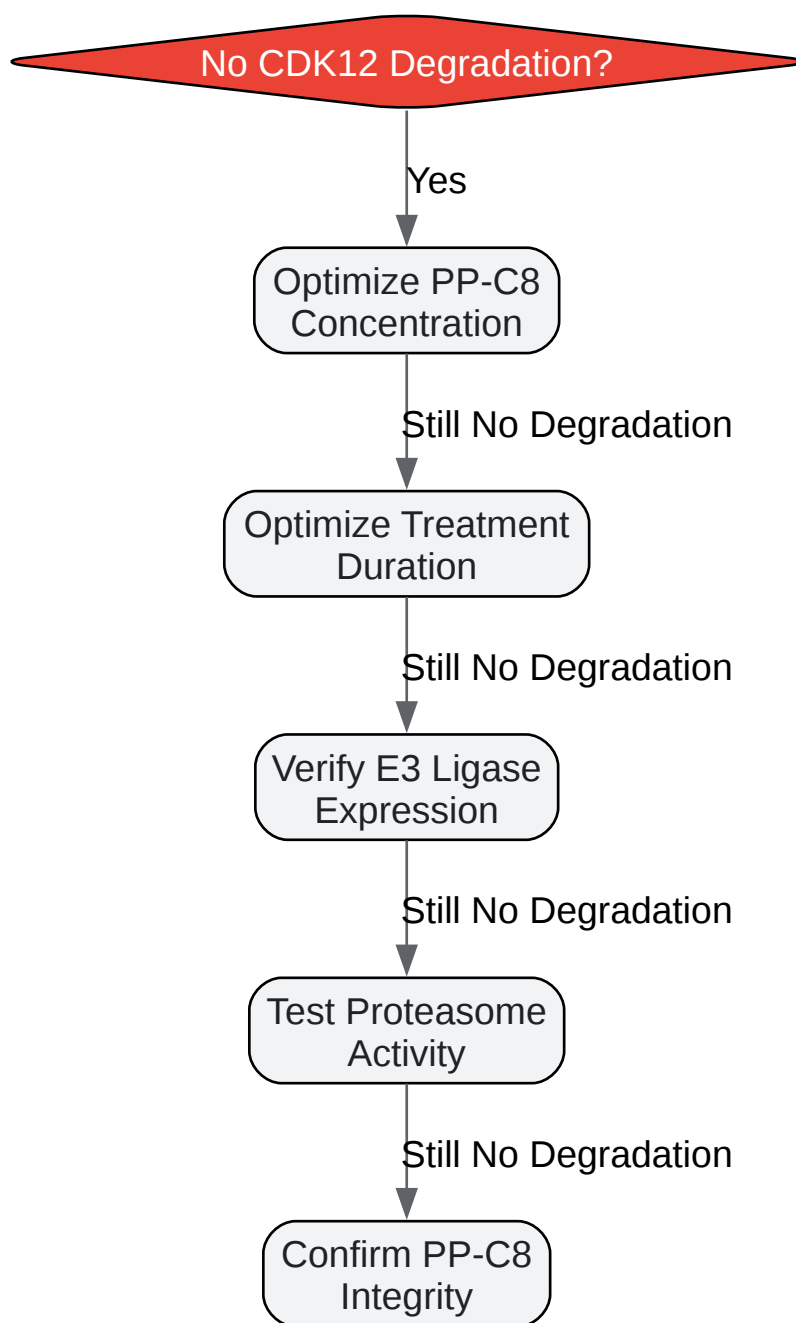 No CDK12 Degradation?
Yes
Optimize PP-C8
Concentration
Still No Degradation
Optimize Treatment
Duration
Still No Degradation
Verify E3 Ligase
Expression
Still No Degradation
Test Proteasome
Activity
Still No Degradation
Confirm PP-C8
Integrity